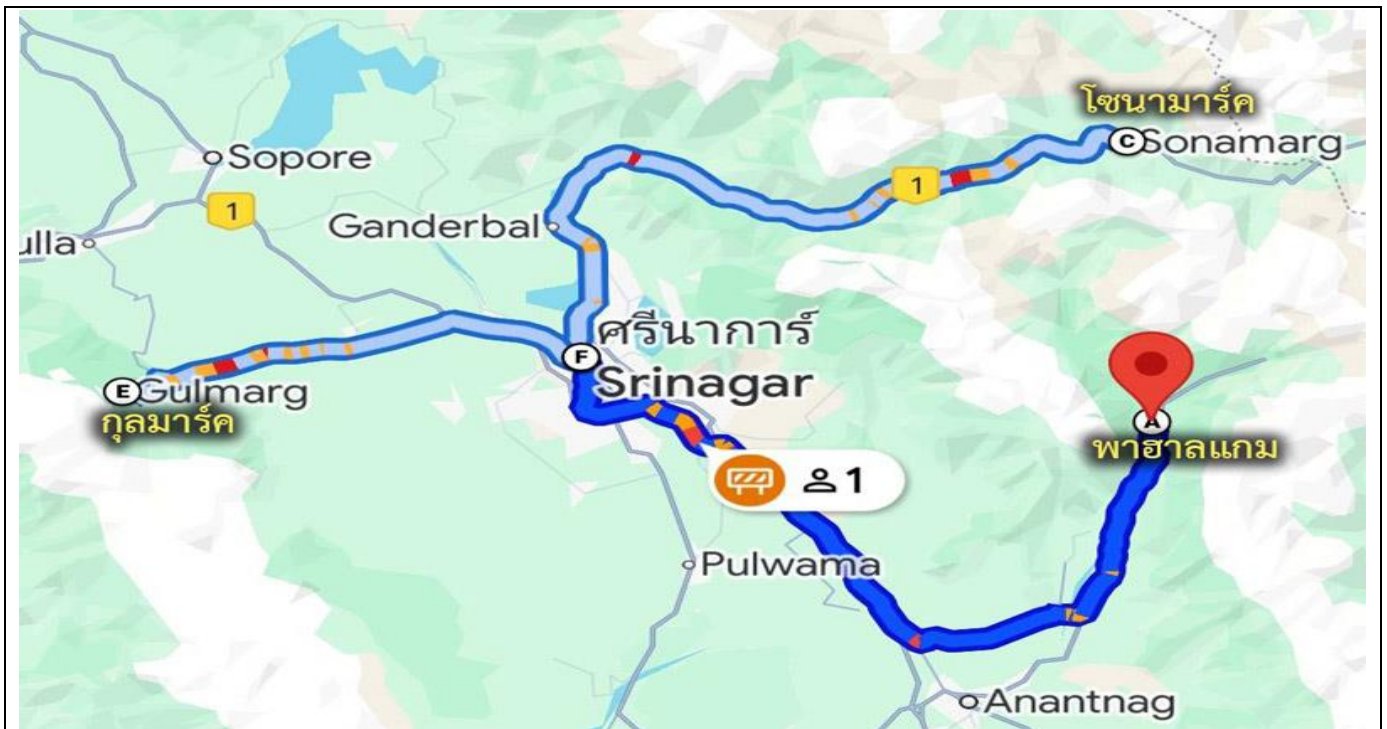 โซนามาร์ค
C Sonamarg
Sopore
1
1
Ganderbal
ulla
ศรีนาการ์
F
Srinagar
E Gulmarg
กุลมาร์ค
A
พาฮาลแกม
1
Pulwama
Anantnag